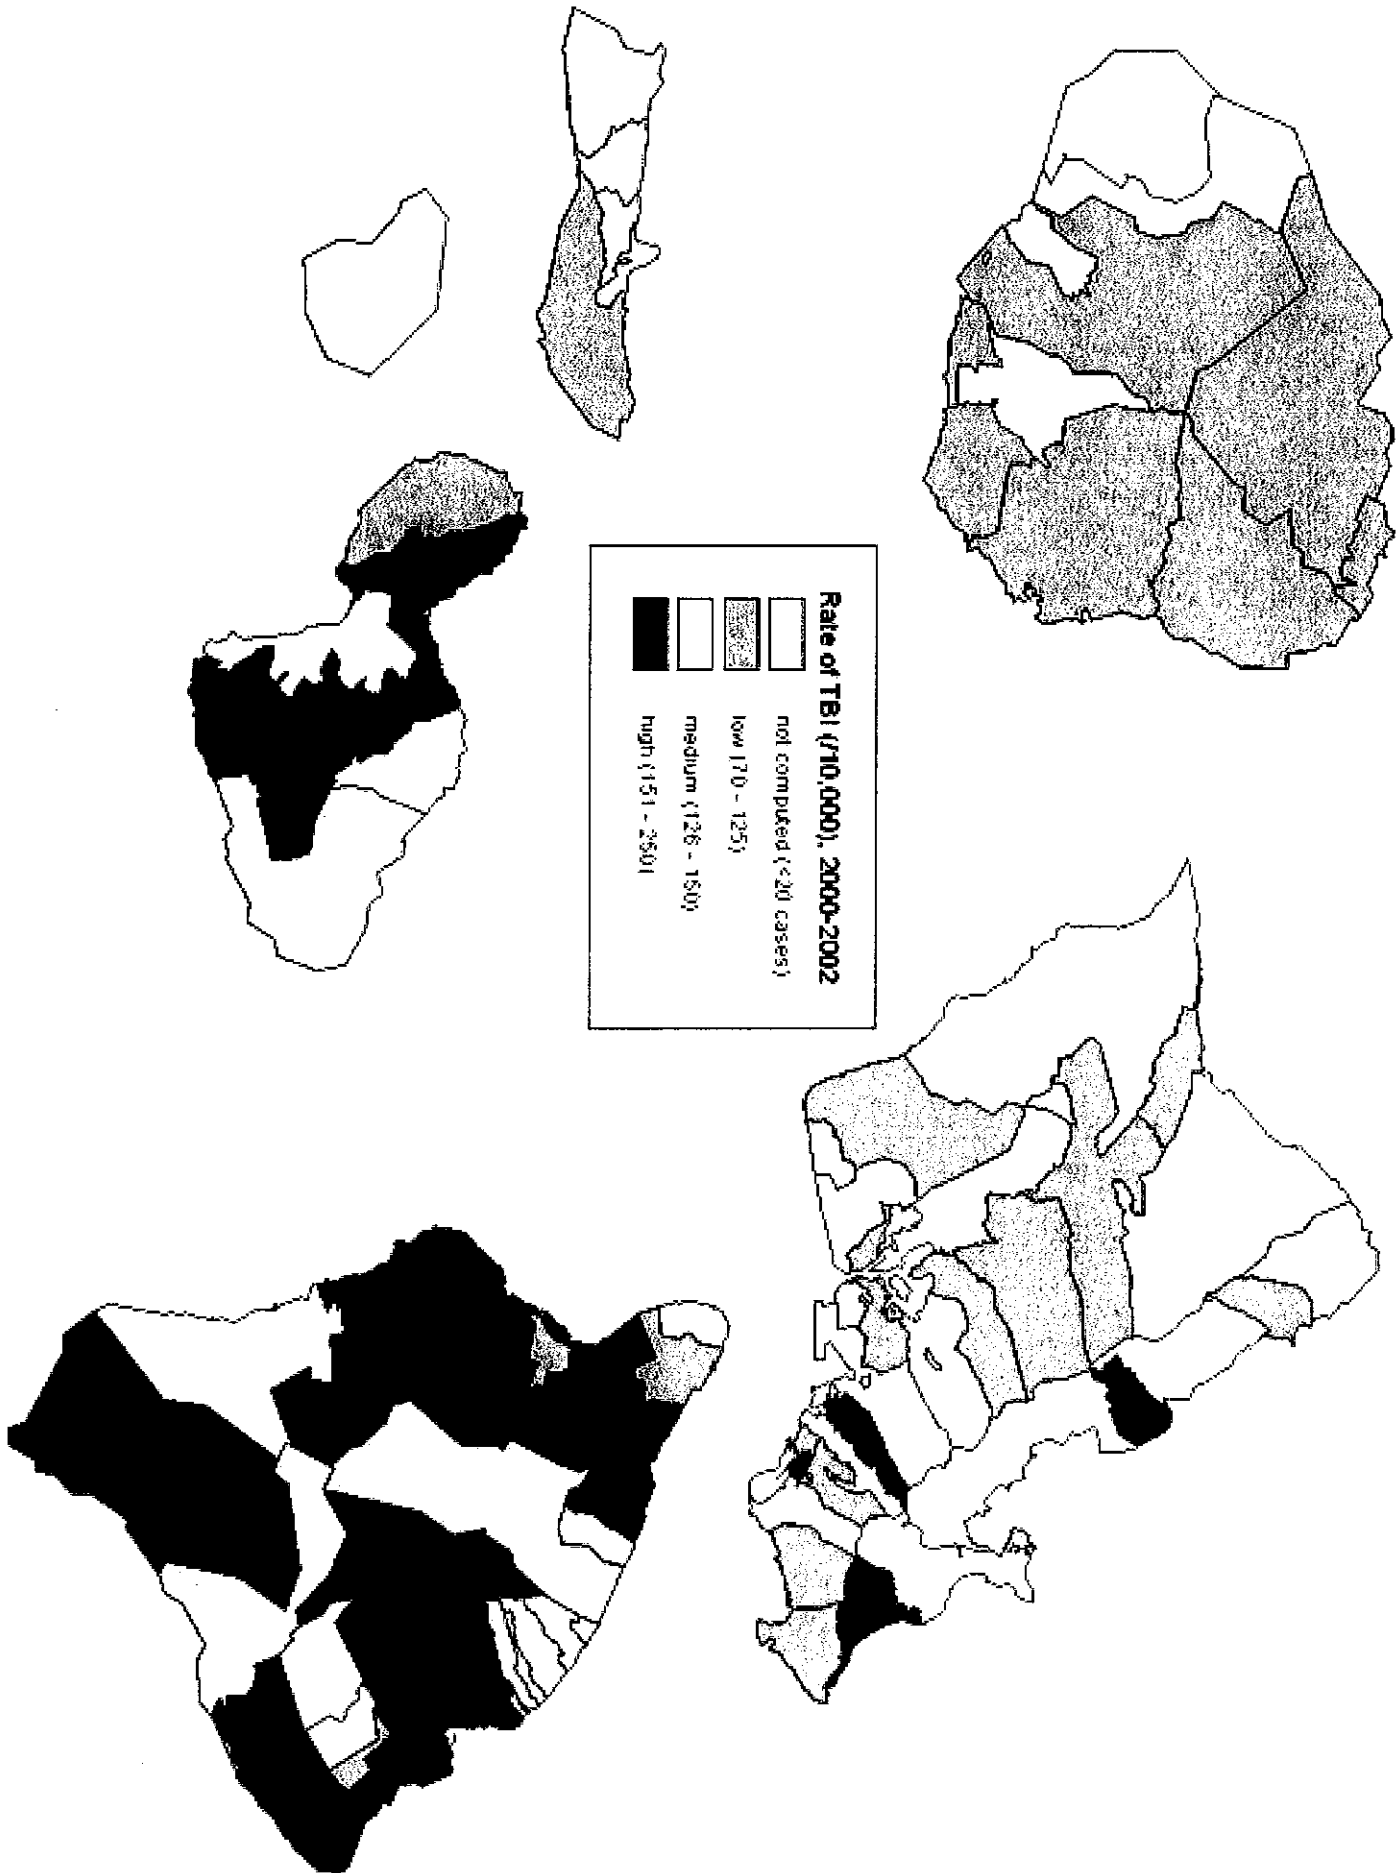 Rate of TBI (/10,000), 2000-2002
not computed (<20 cases)
low (70 - 125)
medium (126 - 150)
high (151 - 250)